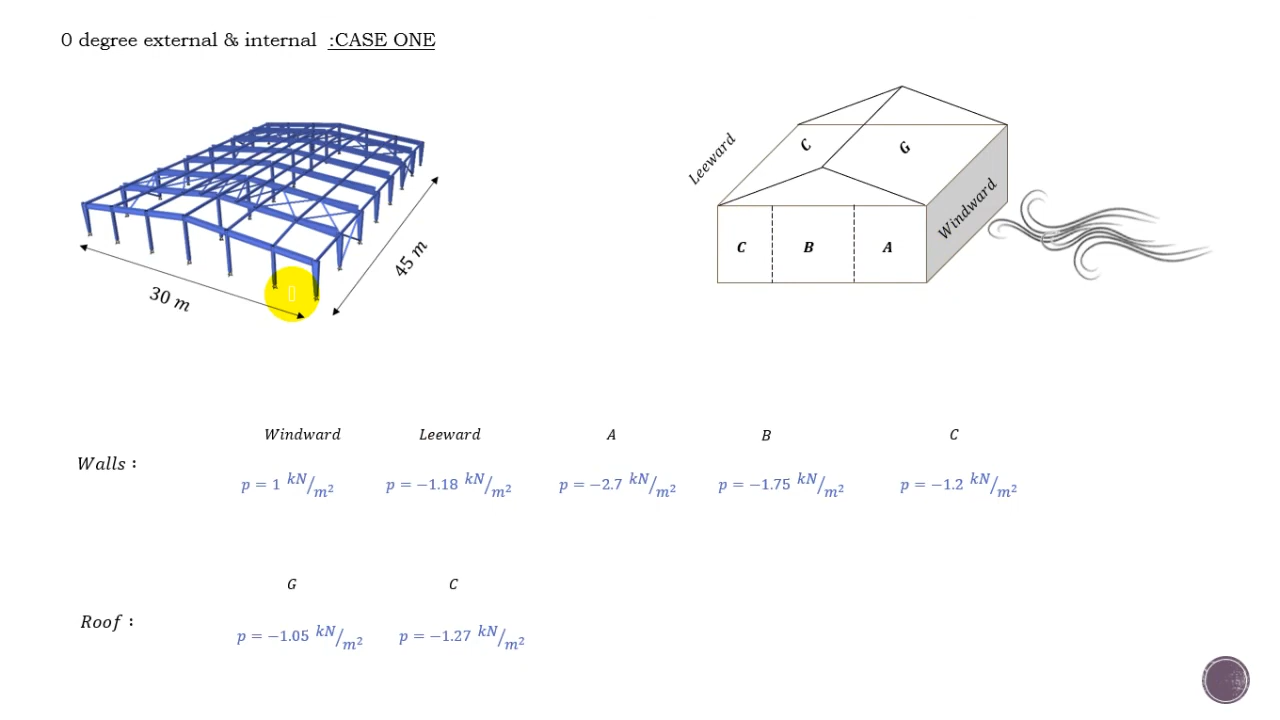 0 degree external & internal :CASE ONE
30 m
45 m
Leeward
C
G
Windward
C
B
A
Walls :
Windward
Leeward
A
B
C
p = 1 kN/m²
p = −1.18 kN/m²
p = −2.7 kN/m²
p = −1.75 kN/m²
p = −1.2 kN/m²
Roof :
G
C
p = −1.05 kN/m²
p = −1.27 kN/m²